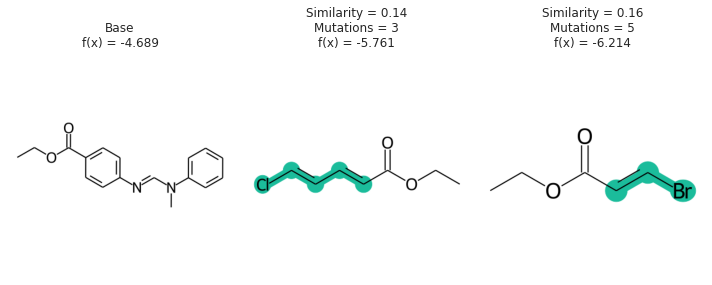 Base
f(x) = -4.689
Similarity = 0.14
Mutations = 3
f(x) = -5.761
Similarity = 0.16
Mutations = 5
f(x) = -6.214
O
O
N
N
Cl
O
O
O
O
Br